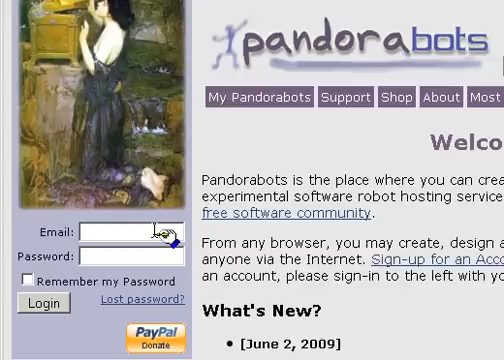 pandorabots
My Pandorabots Support Shop About Most
Welco
Pandorabots is the place where you can crea
experimental software robot hosting service
free software community.
From any browser, you may create, design a
anyone via the Internet. Sign-up for an Acco
an account, please sign-in to the left with yo
What's New?
• [June 2, 2009]
Email:
Password:
Remember my Password
Login Lost password?
PayPal
Donate